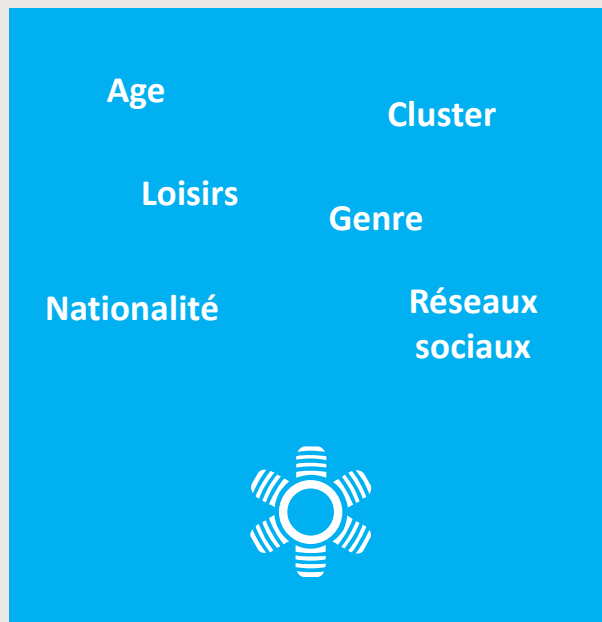 Age
Cluster
Loisirs
Genre
Nationalité
Réseaux
sociaux